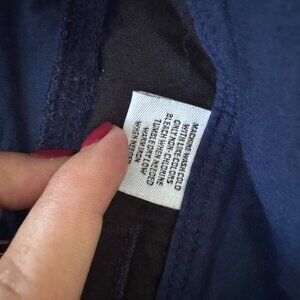 MACHINE WASH COLD
WITH LIKE COLORS
ONLY NON-CHLORINE
BLEACH WHEN NEEDED
TUMBLE DRY LOW
WARM IRON
WHEN NEEDED